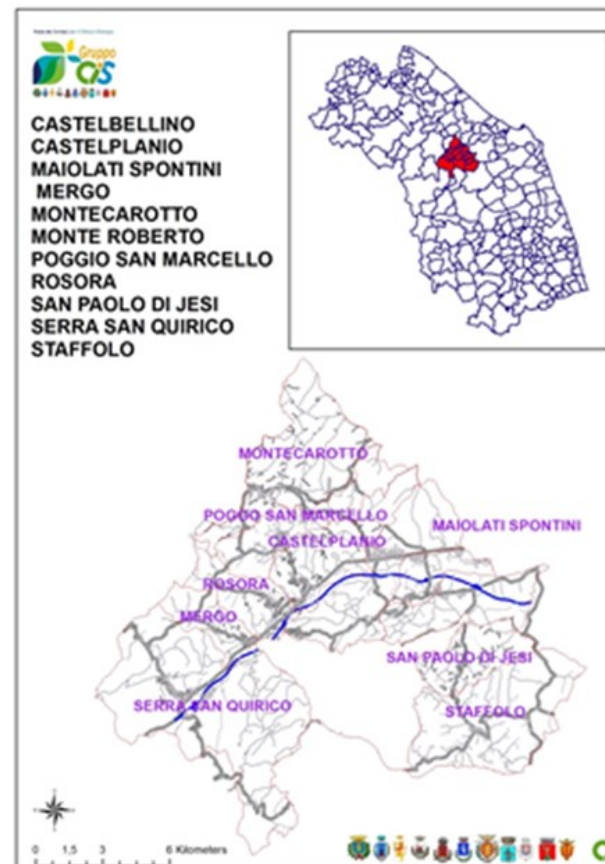 Gruppo
CIS
CASTELBELLINO
CASTELPLANIO
MAIOLATI SPONTINI
MERGO
MONTECAROTTO
MONTE ROBERTO
POGGIO SAN MARCELLO
ROSORA
SAN PAOLO DI JESI
SERRA SAN QUIRICO
STAFFOLO
MONTECAROTTO
POGGIO SAN MARCELLO
MAIOLATI SPONTINI
CASTELPLANIO
ROSORA
MERGO
SAN PAOLO DI JESI
SERRA SAN QUIRICO
STAFFOLO
0 1,5 3 6 Kilometers